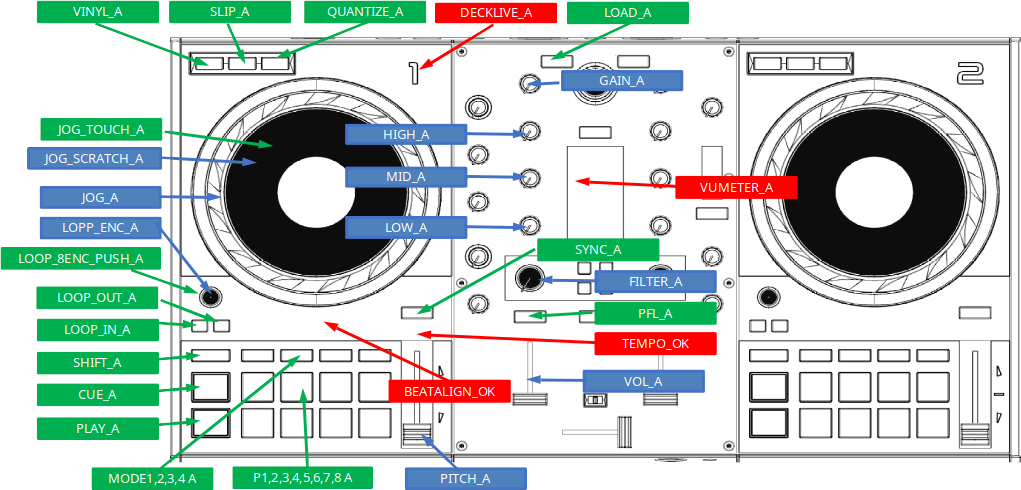 VINYL_A
SLIP_A
QUANTIZE_A
DECKLIVE_A
LOAD_A
1
2
GAIN_A
JOG_TOUCH_A
HIGH_A
JOG_SCRATCH_A
MID_A
VUMETER_A
JOG_A
LOPP_ENC_A
LOW_A
SYNC_A
LOOP_8ENC_PUSH_A
FILTER_A
LOOP_OUT_A
PFL_A
LOOP_IN_A
TEMPO_OK
SHIFT_A
VOL_A
CUE_A
BEATALIGN_OK
PLAY_A
MODE1,2,3,4 A
P1,2,3,4,5,6,7,8 A
PITCH_A